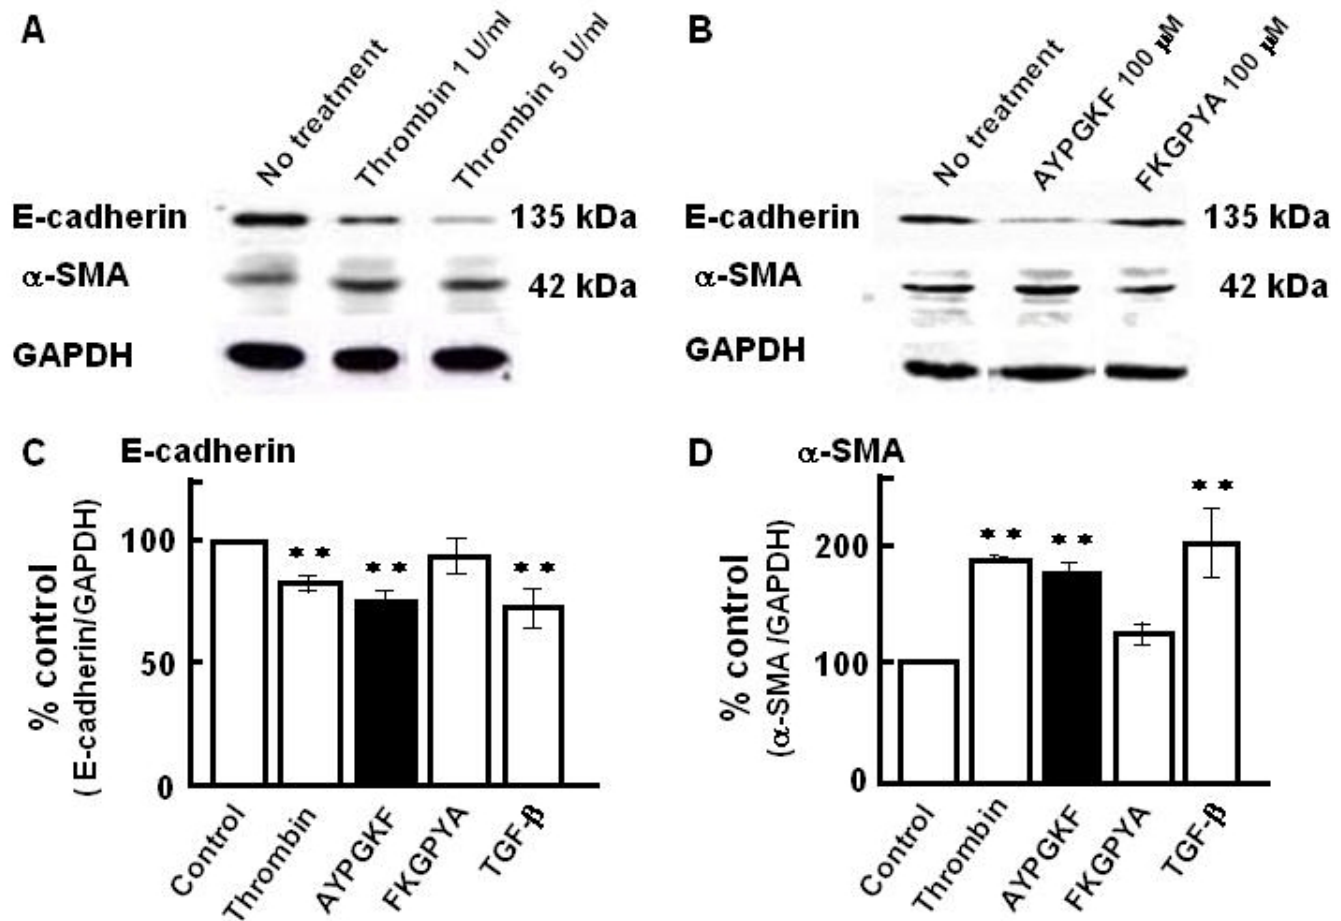 A
No treatment
Thrombin 1 U/ml
Thrombin 5 U/ml
E-cadherin
135 kDa
α-SMA
42 kDa
GAPDH
B
No treatment
AYPGKF 100 μM
FKGPYA 100 μM
E-cadherin
135 kDa
α-SMA
42 kDa
GAPDH
C
E-cadherin
% control
( E-cadherin/GAPDH)
100
50
0
* *
* *
* *
Control
Thrombin
AYPGKF
FKGPYA
TGF-β
D
α-SMA
% control
(α-SMA /GAPDH)
200
100
0
* *
* *
* *
Control
Thrombin
AYPGKF
FKGPYA
TGF-β